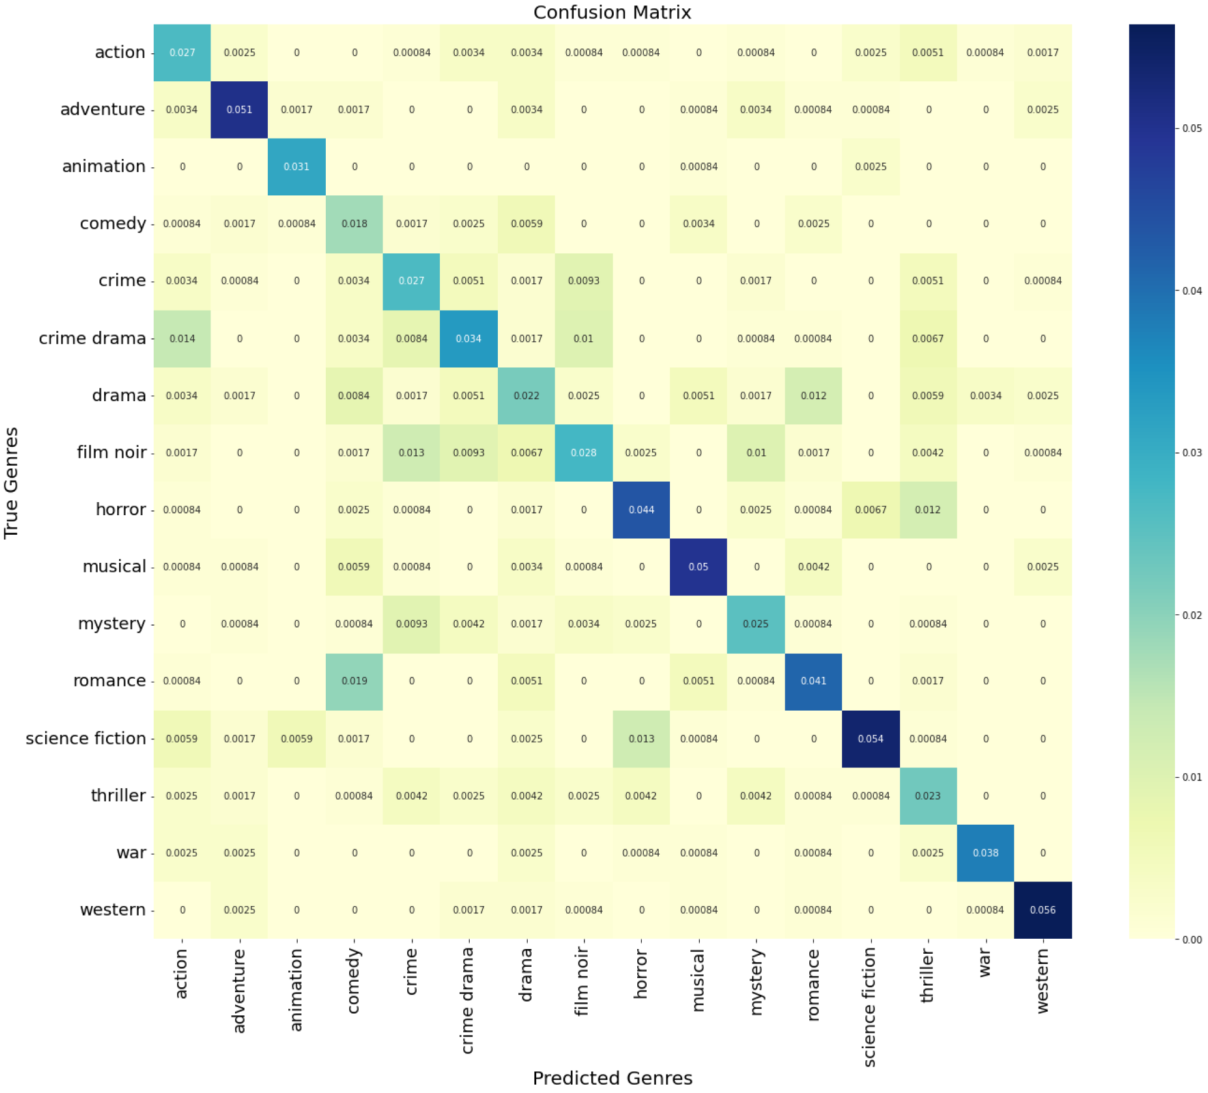 Confusion Matrix
action 0.027 0.0025 0 0 0.00084 0.0034 0.0034 0.00084 0.00084 0 0.00084 0 0.0025 0.0051 0.00084 0.0017
adventure 0.0034 0.051 0.0017 0.0017 0 0 0.0034 0 0 0.00084 0.0034 0.00084 0.00084 0 0 0.0025
0.05
animation 0 0 0.031 0 0 0 0 0 0 0.00084 0 0 0.0025 0 0 0
comedy 0.00084 0.0017 0.00084 0.018 0.0017 0.0025 0.0059 0 0 0.0034 0 0.0025 0 0 0 0
crime 0.0034 0.00084 0 0.0034 0.027 0.0051 0.0017 0.0093 0 0 0.0017 0 0 0.0051 0 0.00084
0.04
crime drama 0.014 0 0 0.0034 0.0084 0.034 0.0017 0.01 0 0 0.00084 0.00084 0 0.0067 0 0
drama 0.0034 0.0017 0 0.0084 0.0017 0.0051 0.022 0.0025 0 0.0051 0.0017 0.012 0 0.0059 0.0034 0.0025
film noir 0.0017 0 0 0.0017 0.013 0.0093 0.0067 0.028 0.0025 0 0.01 0.0017 0 0.0042 0 0.00084
0.03
True Genres
horror 0.00084 0 0 0.0025 0.00084 0 0.0017 0 0.044 0 0.0025 0.00084 0.0067 0.012 0 0
musical 0.00084 0.00084 0 0.0059 0.00084 0 0.0034 0.00084 0 0.05 0 0.0042 0 0 0 0.0025
0.02
mystery 0 0.00084 0 0.00084 0.0093 0.0042 0.0017 0.0034 0.0025 0 0.025 0.00084 0 0.00084 0 0
romance 0.00084 0 0 0.019 0 0 0.0051 0 0 0.0051 0.00084 0.041 0 0.0017 0 0
science fiction 0.0059 0.0017 0.0059 0.0017 0 0 0.0025 0 0.013 0.00084 0 0 0.054 0.00084 0 0
0.01
thriller 0.0025 0.0017 0 0.00084 0.0042 0.0025 0.0042 0.0025 0.0042 0 0.0042 0.00084 0.00084 0.023 0 0
war 0.0025 0.0025 0 0 0 0 0.0025 0 0.00084 0.00084 0 0.00084 0 0.0025 0.038 0
western 0 0.0025 0 0 0 0.0017 0.0017 0.00084 0 0.00084 0 0.00084 0 0 0.00084 0.056
0.00
action
adventure
animation
comedy
crime
crime drama
drama
film noir
horror
musical
mystery
romance
science fiction
thriller
war
western
Predicted Genres